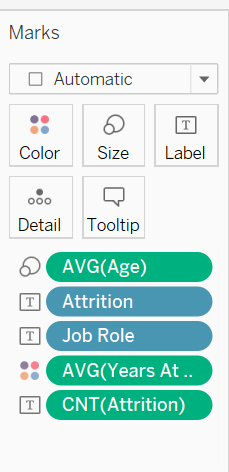 Marks
Automatic
Color Size Label
Detail Tooltip
AVG(Age)
Attrition
Job Role
AVG(Years At ..
CNT(Attrition)